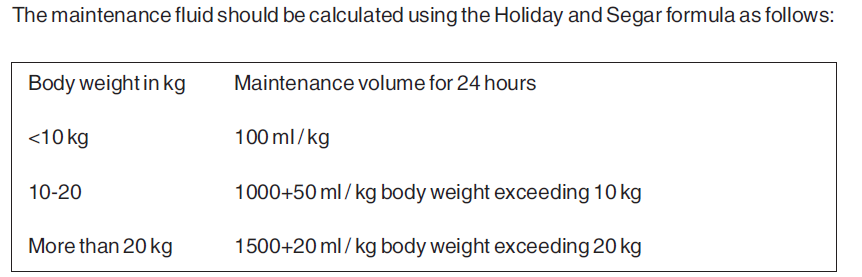 The maintenance fluid should be calculated using the Holiday and Segar formula as follows:
Body weight in kg Maintenance volume for 24 hours
<10 kg 100 ml / kg
10-20 1000+50 ml / kg body weight exceeding 10 kg
More than 20 kg 1500+20 ml / kg body weight exceeding 20 kg